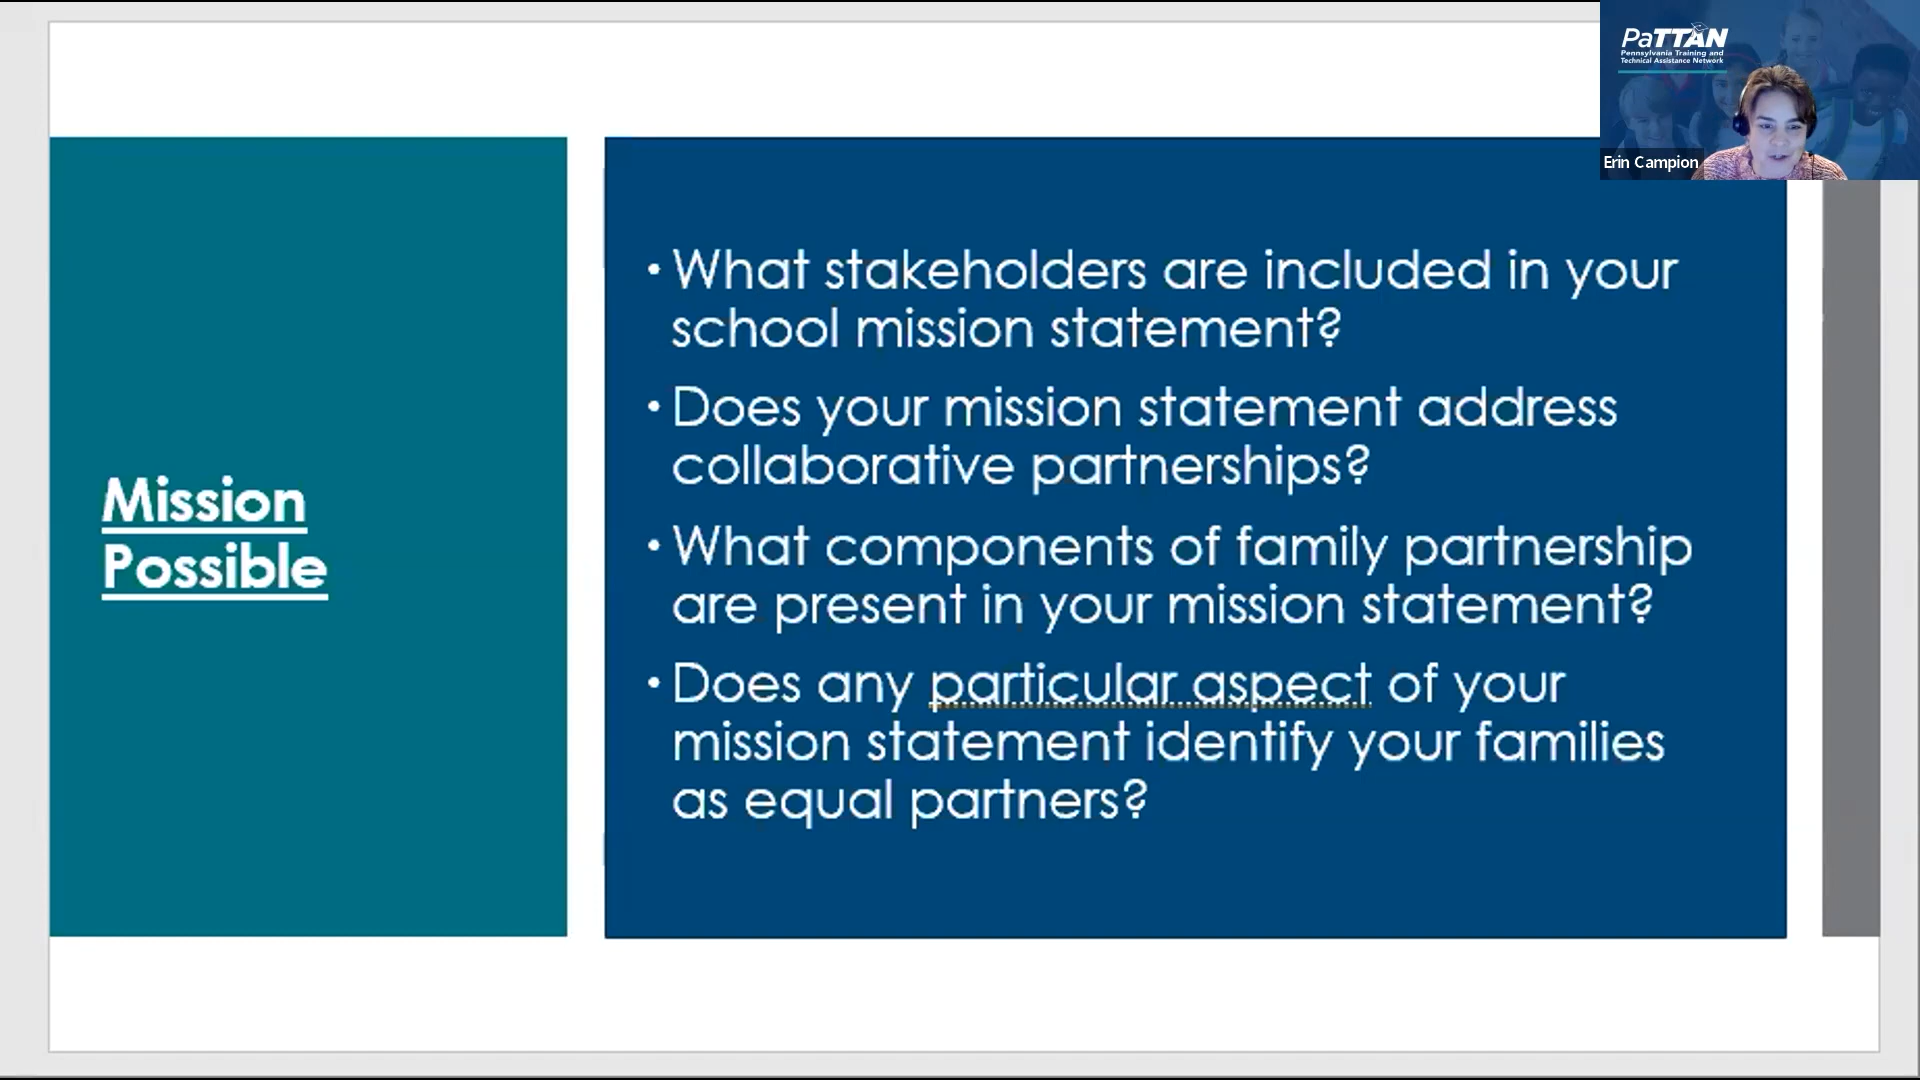 PaTTAN
Pennsylvania Training and
Technical Assistance Network
Erin Campion
Mission
Possible
• What stakeholders are included in your
school mission statement?
• Does your mission statement address
collaborative partnerships?
• What components of family partnership
are present in your mission statement?
• Does any particular aspect of your
mission statement identify your families
as equal partners?